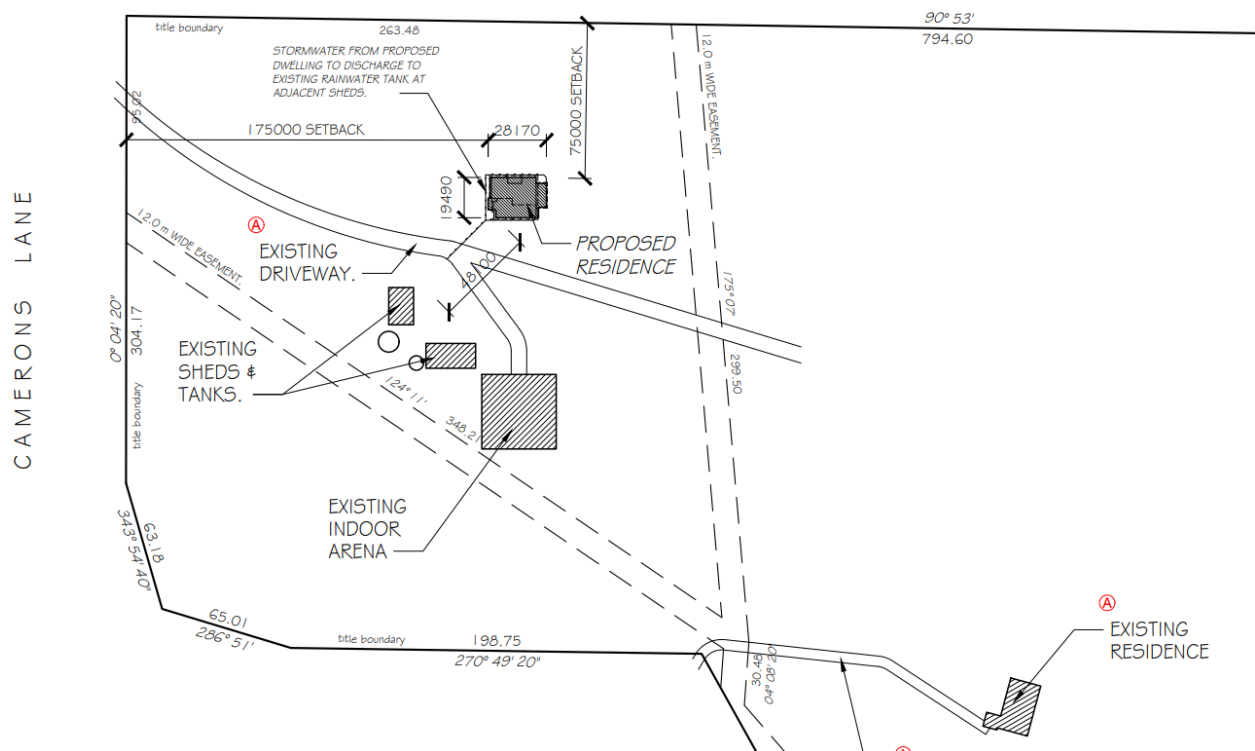 90° 53'
title boundary
263.48
794.60
STORMWATER FROM PROPOSED
DWELLING TO DISCHARGE TO
EXISTING RAINWATER TANK AT
ADJACENT SHEDS.
12.0 m WIDE EASEMENT.
75000 SETBACK
95.02
175000 SETBACK
28170
19490
CAMERONS LANE
12.0 m WIDE EASEMENT.
A
EXISTING
DRIVEWAY.
PROPOSED
RESIDENCE
175° 07'
0° 04' 20"
304.17
EXISTING
SHEDS &
TANKS.
299.50
title boundary
124° 11'
348.21
EXISTING
INDOOR
ARENA
63.18
343° 54' 40"
65.01
286° 51'
title boundary
198.75
270° 49' 20"
30.48
04° 08' 20"
A
EXISTING
RESIDENCE